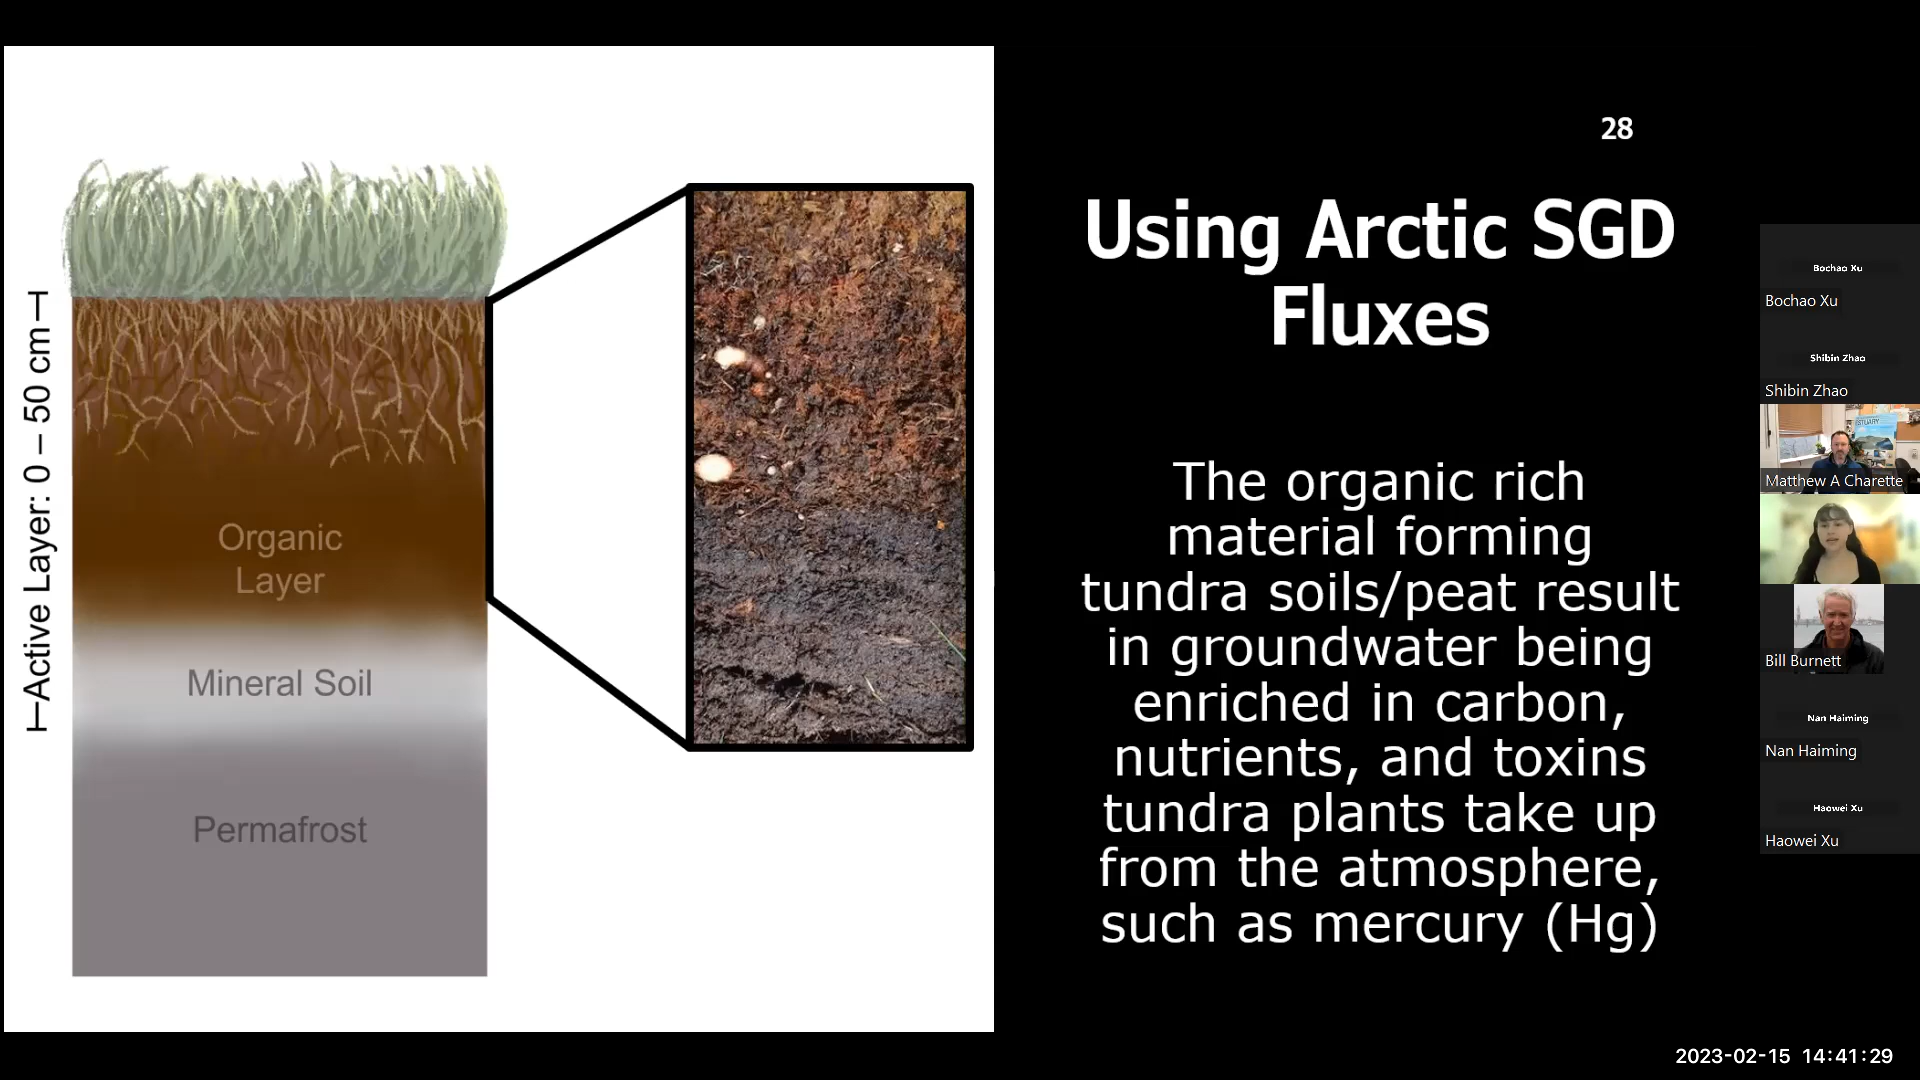 28
Using Arctic SGD
Fluxes
The organic rich
material forming
tundra soils/peat result
in groundwater being
enriched in carbon,
nutrients, and toxins
tundra plants take up
from the atmosphere,
such as mercury (Hg)
Active Layer: 0 – 50 cm
Organic
Layer
Mineral Soil
Permafrost
Bochao Xu
Bochao Xu
Shibin Zhao
Shibin Zhao
ESTUARY
Matthew A Charette
Bill Burnett
Nan Haiming
Nan Haiming
Haowei Xu
Haowei Xu
2023-02-15 14:41:29